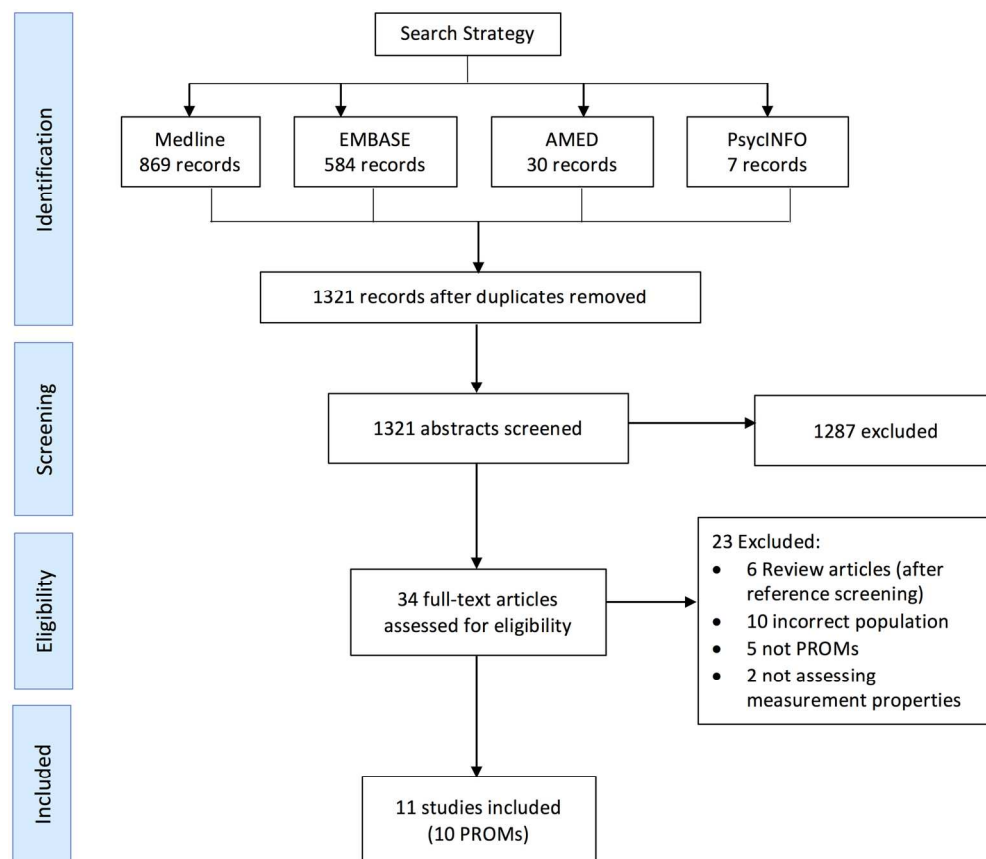 Search Strategy
Identification
Medline
869 records
EMBASE
584 records
AMED
30 records
PsycINFO
7 records
1321 records after duplicates removed
Screening
1321 abstracts screened
1287 excluded
Eligibility
34 full-text articles
assessed for eligibility
23 Excluded:
• 6 Review articles (after
reference screening)
• 10 incorrect population
• 5 not PROMs
• 2 not assessing
measurement properties
Included
11 studies included
(10 PROMs)